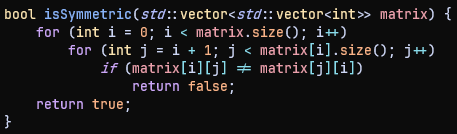 bool isSymmetric(std::vector<std::vector<int>> matrix) {
    for (int i = 0; i < matrix.size(); i++)
        for (int j = i + 1; j < matrix[i].size(); j++)
            if (matrix[i][j] != matrix[j][i])
                return false;
    return true;
}